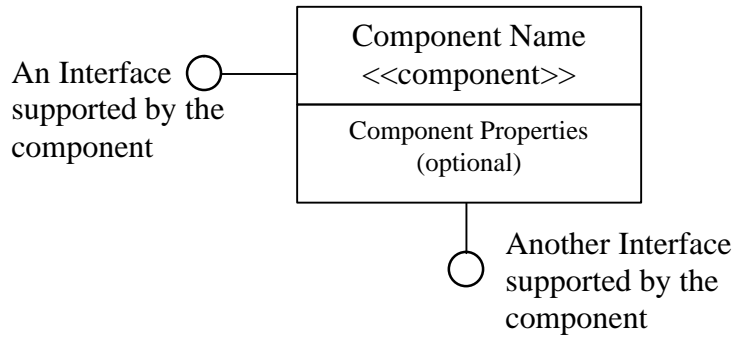 Component Name
<<component>>
An Interface
supported by the
component
Component Properties
(optional)
Another Interface
supported by the
component